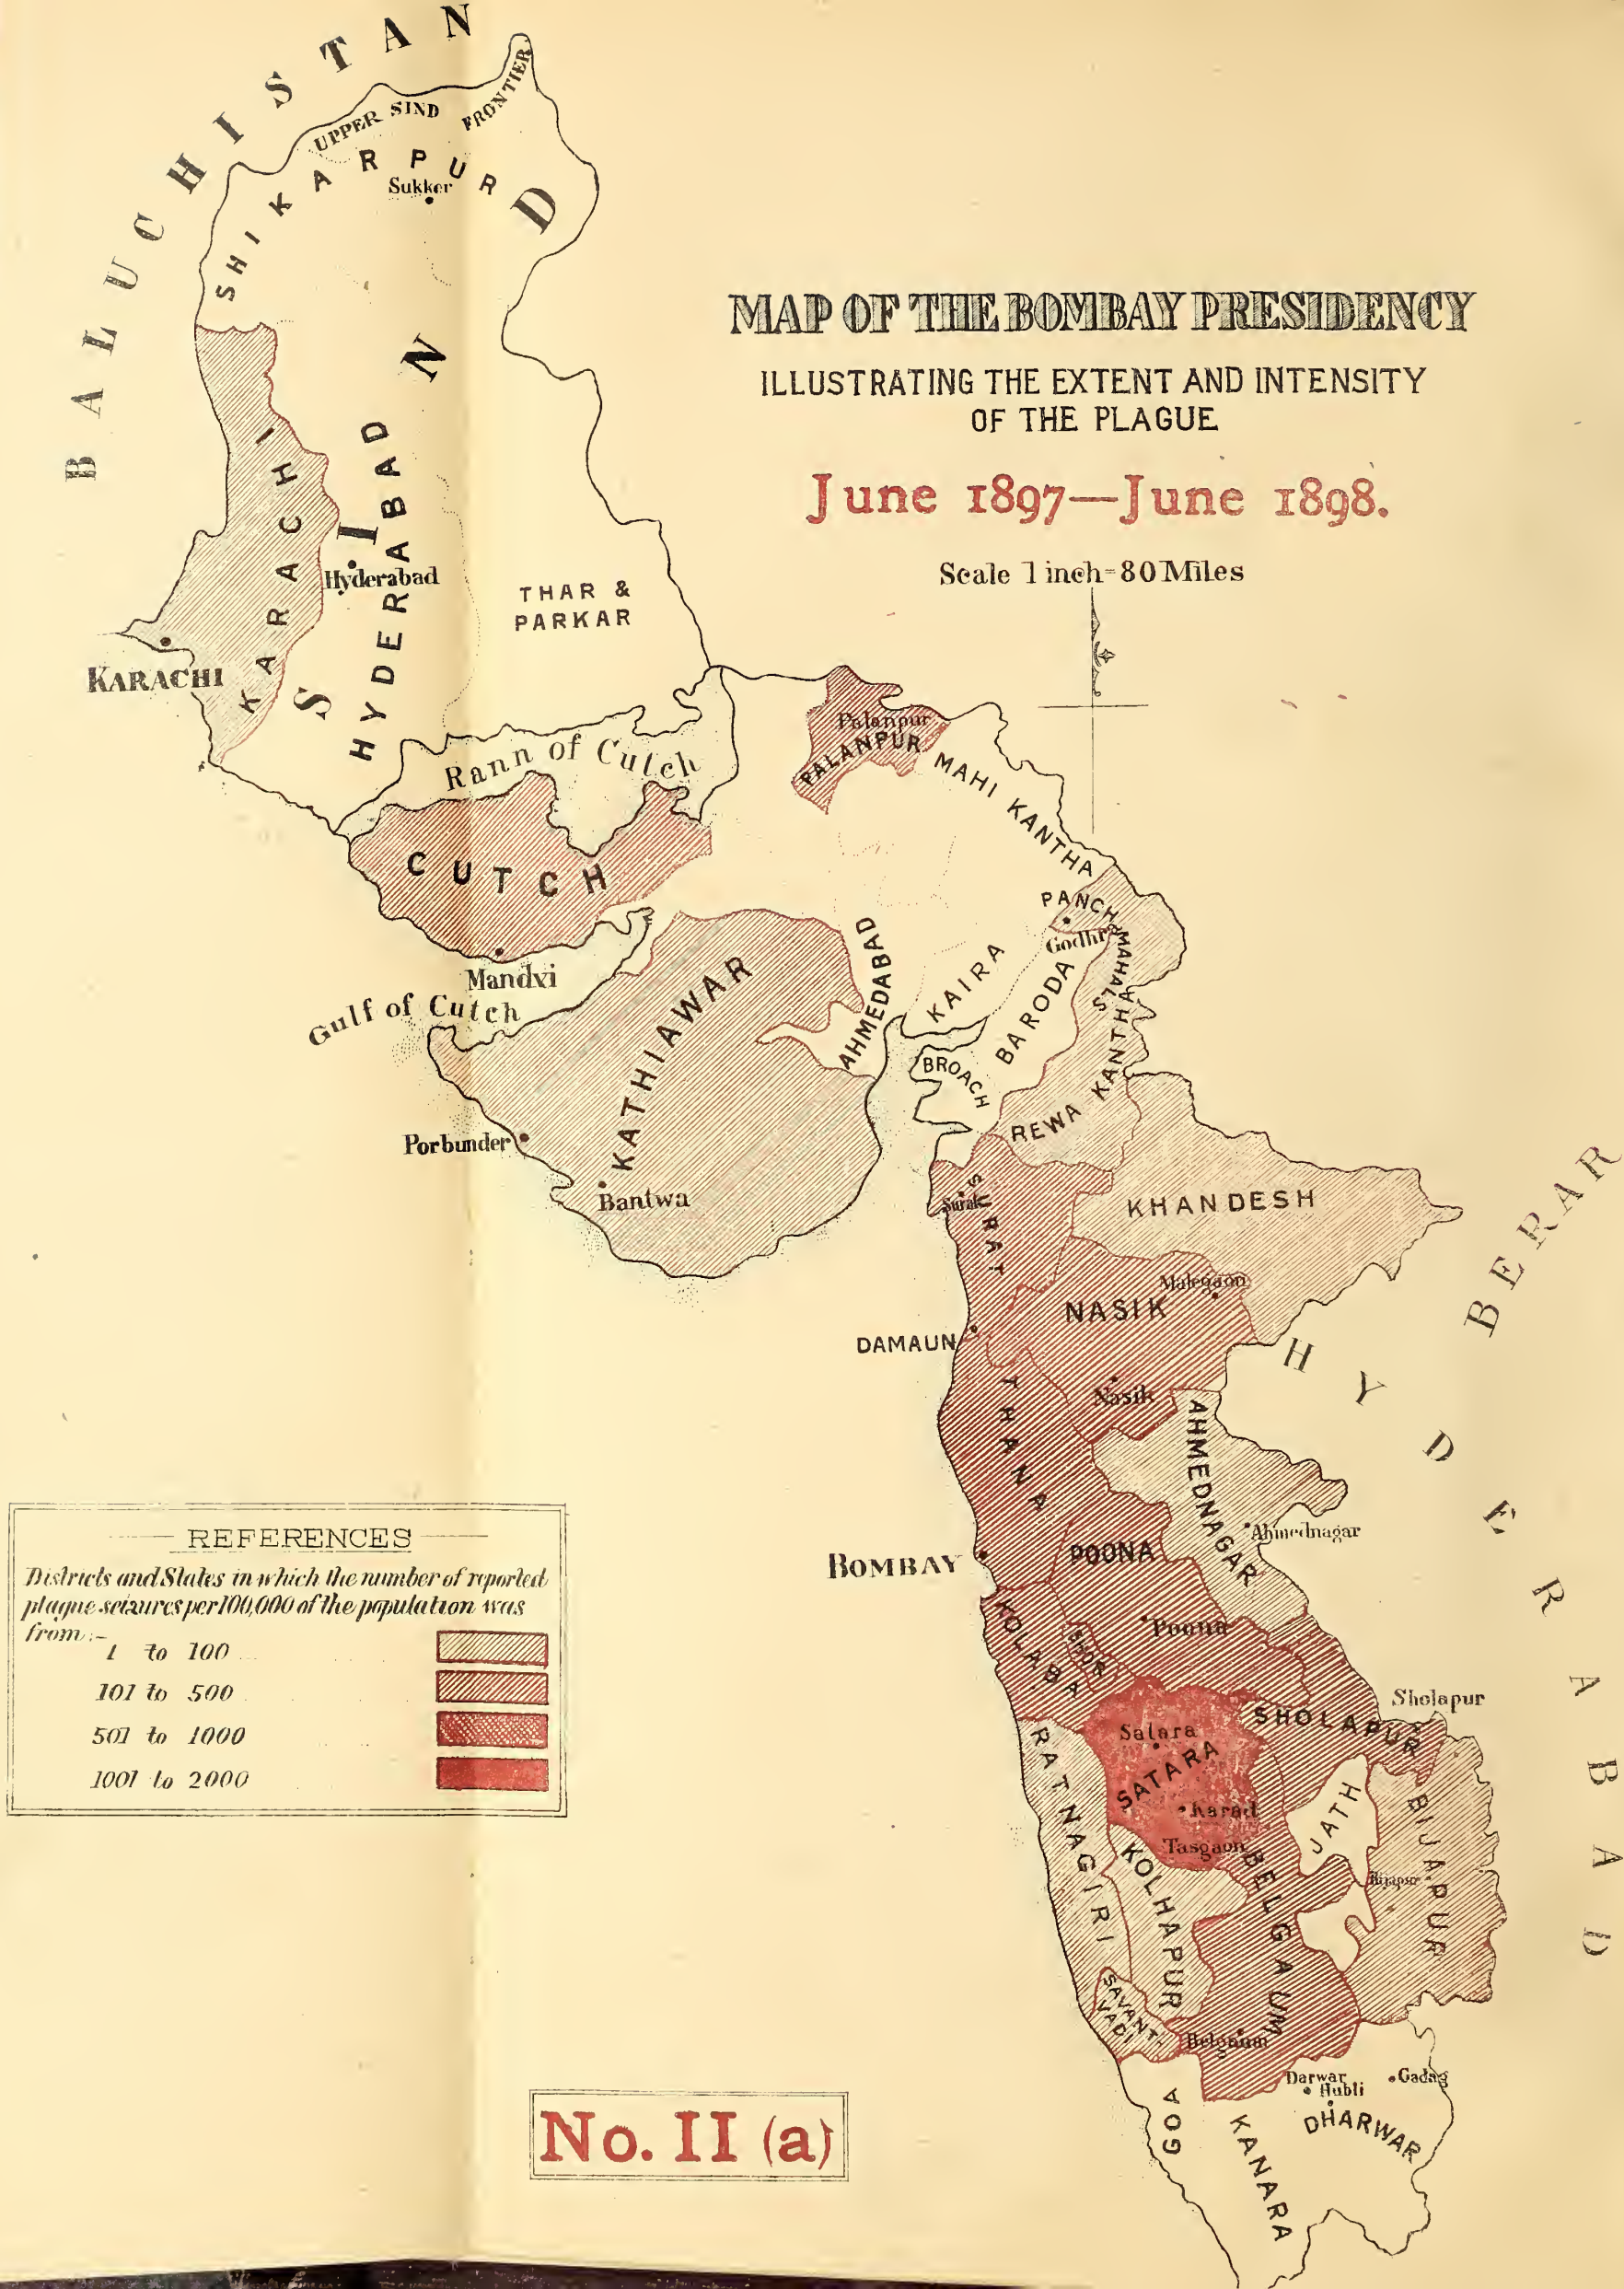 BALUCHISTAN
UPPER SIND FRONTIER
SHIKARPUR
Sukker
SIND
MAP OF THE BOMBAY PRESIDENCY
ILLUSTRATING THE EXTENT AND INTENSITY
OF THE PLAGUE
June 1897—June 1898.
Scale 1 inch=80 Miles
KARACHI
HYDERABAD
Hyderabad
THAR &
PARKAR
KARACHI
Rann of Cutch
Palanpur
PALANPUR
MAHI KANTHA
CUTCH
Mandvi
Gulf of Cutch
PANCH MAHALS
Godhra
AHMEDABAD
KAIRA
BARODA
KATHIAWAR
BROACH
REWA KANTHA
Porbunder
Bantwa
SURAT
Surat
KHANDESH
BERAR
Malegaon
NASIK
DAMAUN
Nasik
HYDERABAD
THANA
AHMEDNAGAR
Ahmednagar
BOMBAY
POONA
Poona
KOLABA
BHOR
Sholapur
SHOLAPUR
Satara
SATARA
Karad
Tasgaon
JATH
BIJAPUR
Bijapur
RATNAGIRI
KOLHAPUR
BELGAUM
SAVANT-
VADI
Belgaum
Darwar
Hubli
Gadag
DHARWAR
GOA
KANARA
REFERENCES
Districts and States in which the number of reported
plague seizures per 100,000 of the population was
from:-
1 to 100
101 to 500
501 to 1000
1001 to 2000
No. II (a)